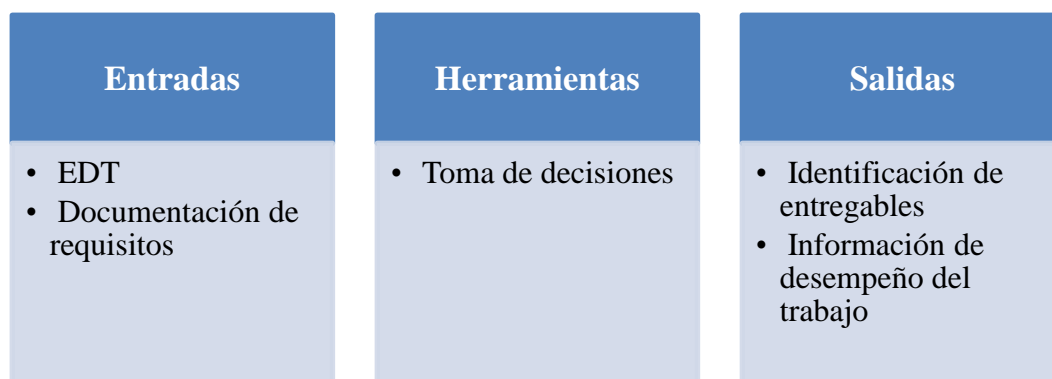 Entradas
• EDT
• Documentación de
requisitos
Herramientas
• Toma de decisiones
Salidas
• Identificación de
entregables
• Información de
desempeño del
trabajo